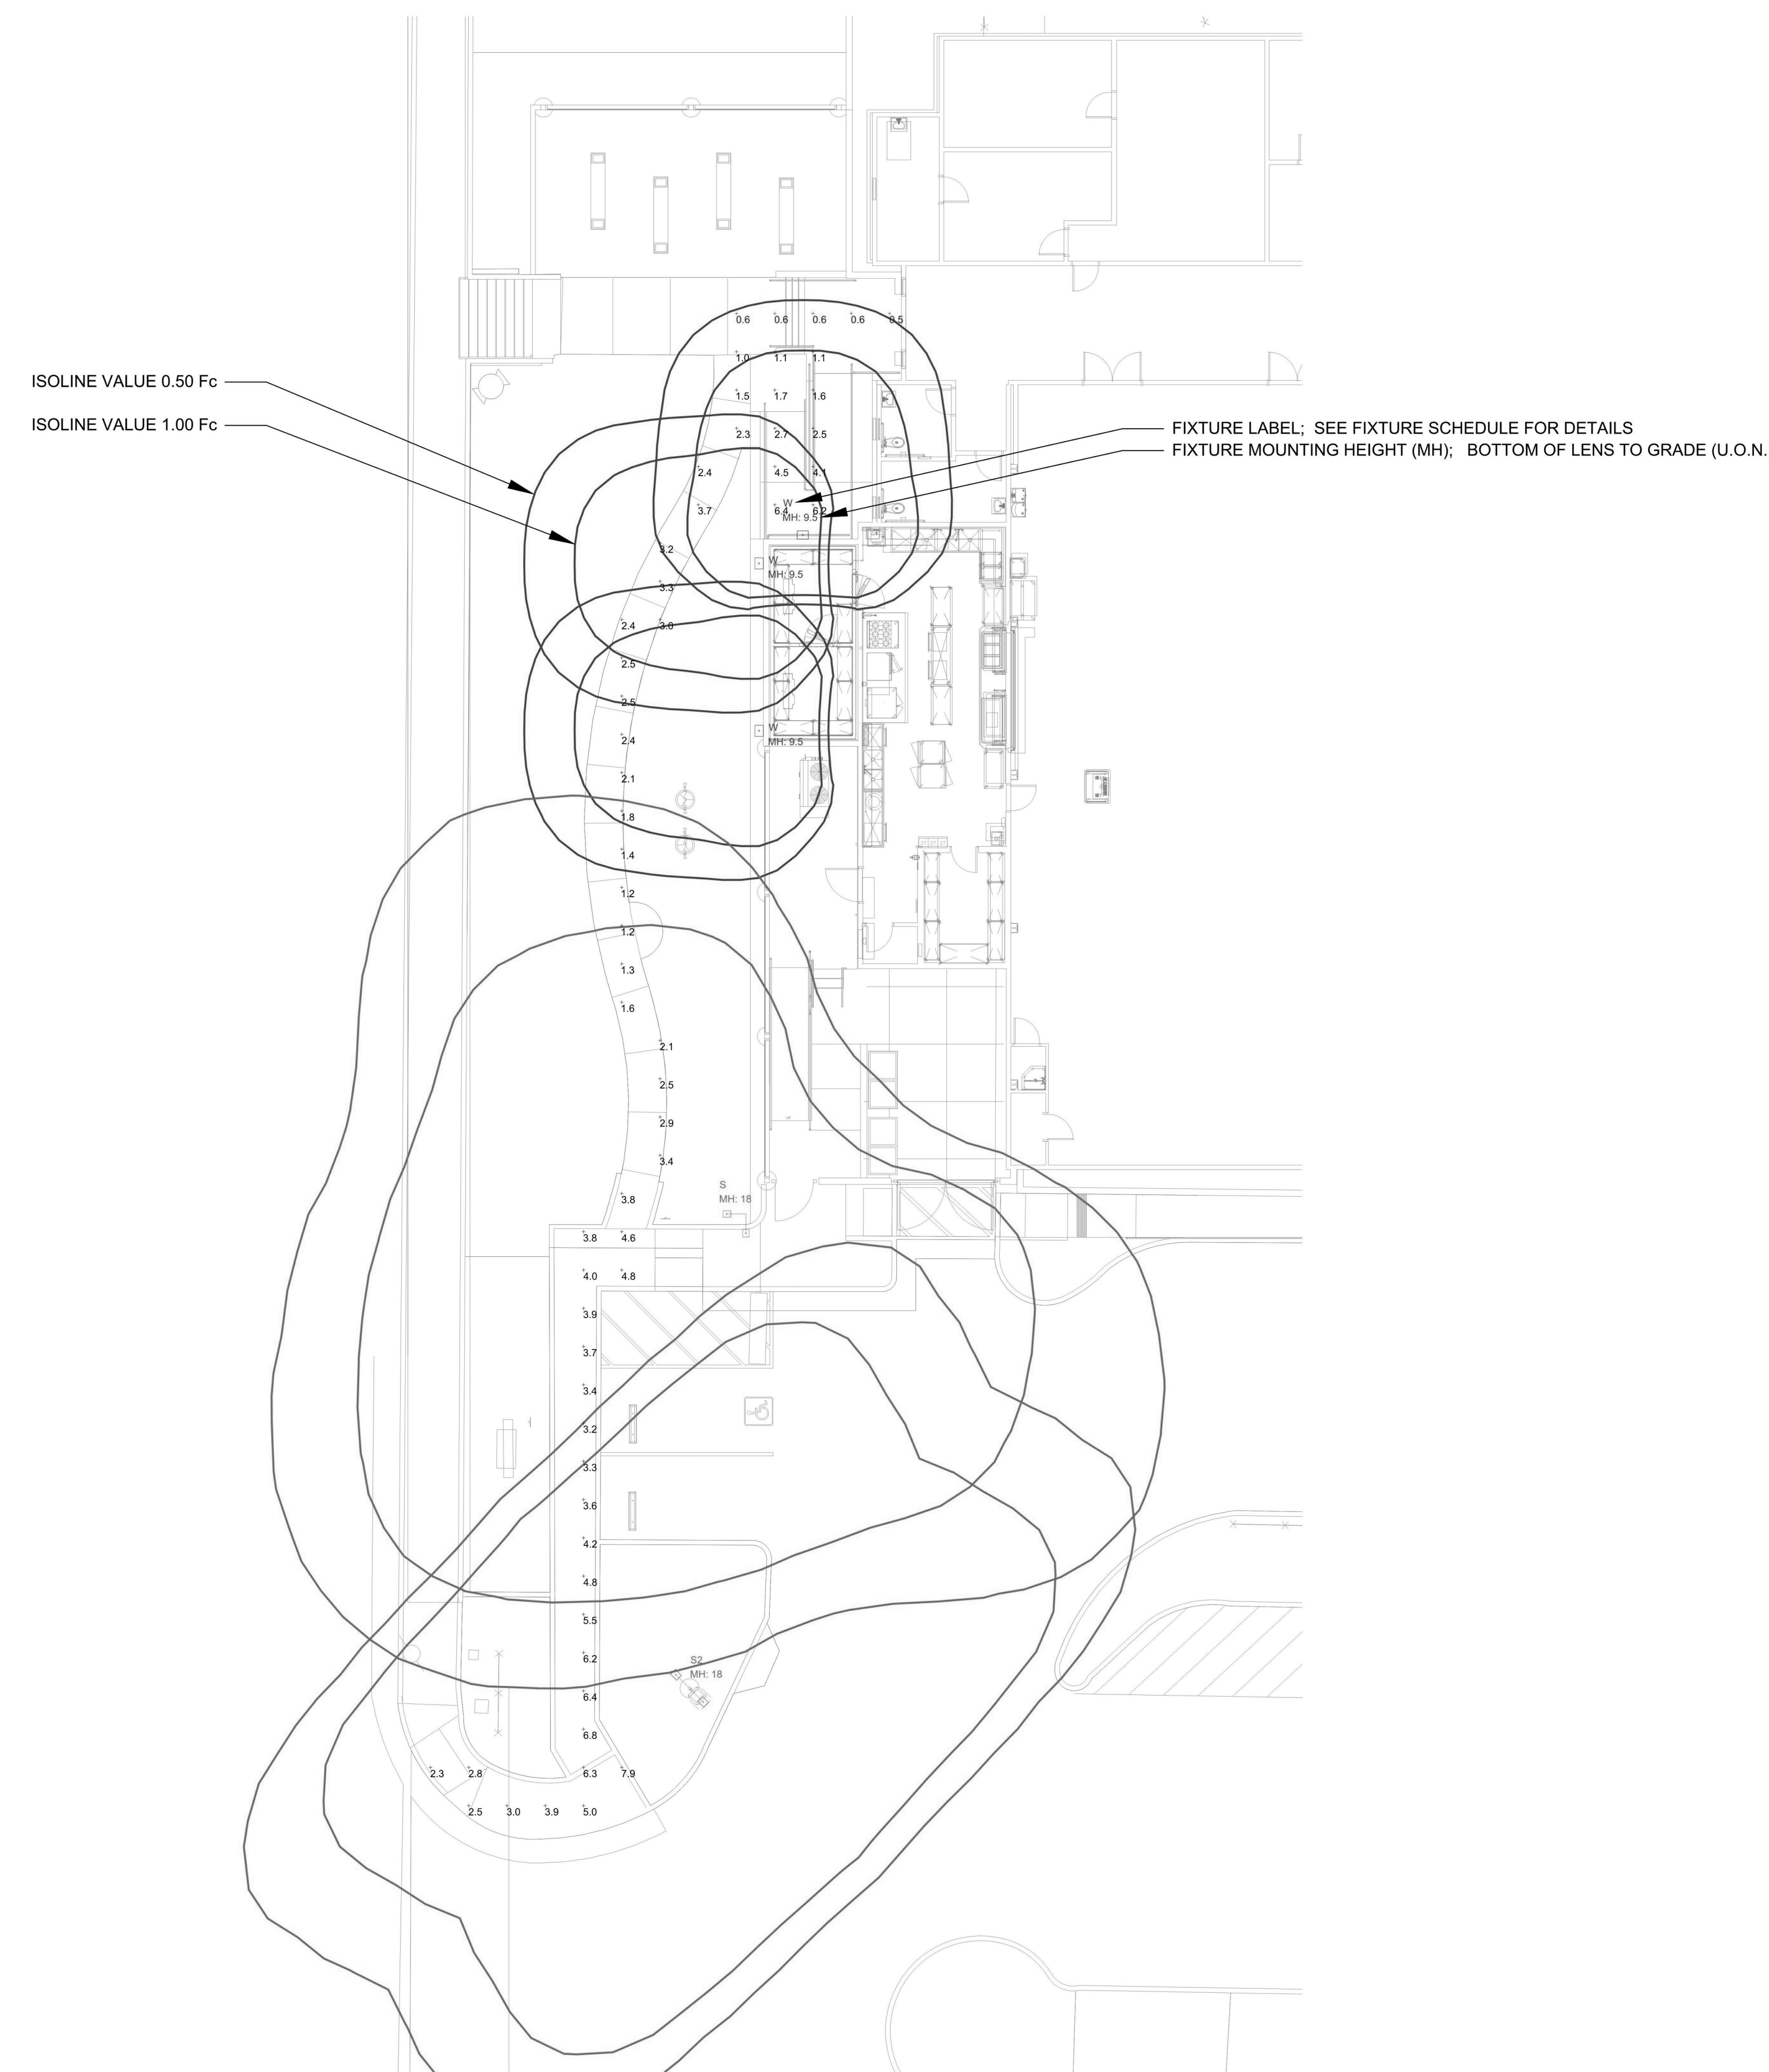 0.6 0.6 0.6 0.6 0.5
1.0 1.1 1.1
ISOLINE VALUE 0.50 Fc
1.5 1.7 1.6
ISOLINE VALUE 1.00 Fc
FIXTURE LABEL; SEE FIXTURE SCHEDULE FOR DETAILS
2.3 2.7 2.5
FIXTURE MOUNTING HEIGHT (MH); BOTTOM OF LENS TO GRADE (U.O.N.
2.4 4.5 4.1
W
3.7 6.4 6.2
MH: 9.5
3.2
W
MH: 9.5
3.3
2.4 3.0
2.5
2.5
W
2.4
MH: 9.5
2.1
1.8
1.4
1.2
1.2
1.3
1.6
2.1
2.5
2.9
3.4
S
MH: 18
3.8
3.8 4.6
4.0 4.8
3.9
3.7
3.4
3.2
3.3
3.6
4.2
4.8
5.5
6.2
S2
MH: 18
6.4
6.8
2.3 2.8 6.3 7.9
2.5 3.0 3.9 5.0